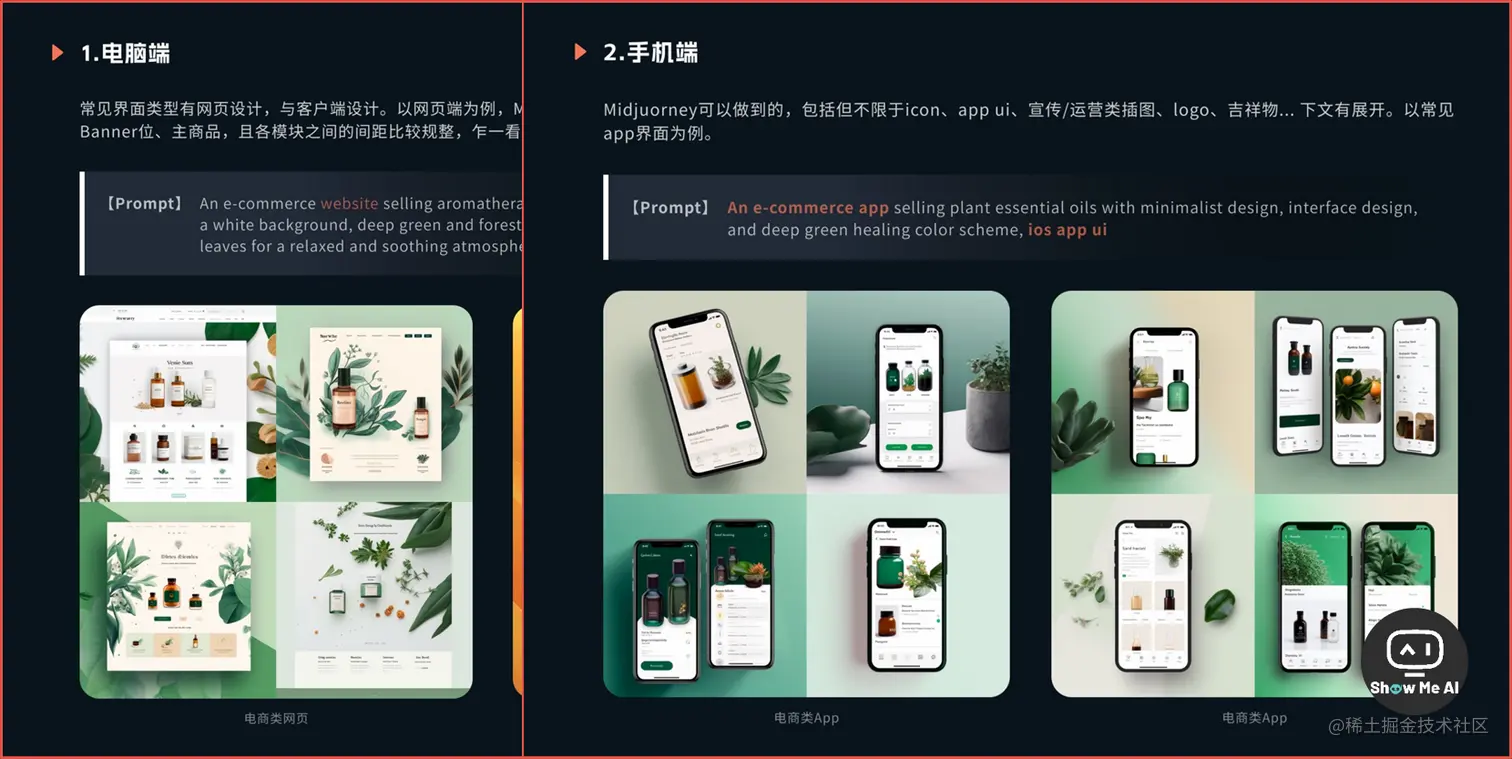 1.电脑端
常见界面类型有网页设计，与客户端设计。以网页端为例，M
Banner位、主商品，且各模块之间的间距比较规整，乍一看
【Prompt】 An e-commerce website selling aromathera
a white background, deep green and forest
leaves for a relaxed and soothing atmosphe
电商类网页
2.手机端
Midjuorney可以做到的，包括但不限于icon、app ui、宣传/运营类插图、logo、吉祥物... 下文有展开。以常见
app界面为例。
【Prompt】 An e-commerce app selling plant essential oils with minimalist design, interface design,
and deep green healing color scheme, ios app ui
电商类App
电商类App
Show Me AI
@稀土掘金技术社区